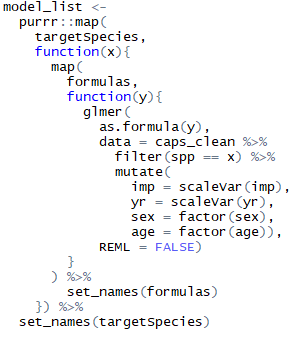 model_list <-
  purrr::map(
    targetSpecies,
    function(x){
      map(
        formulas,
        function(y){
          glmer(
            as.formula(y),
            data = caps_clean %>%
              filter(spp == x) %>%
              mutate(
                imp = scaleVar(imp),
                yr = scaleVar(yr),
                sex = factor(sex),
                age = factor(age)),
            REML = FALSE)
        }
      ) %>%
        set_names(formulas)
    }) %>%
  set_names(targetSpecies)